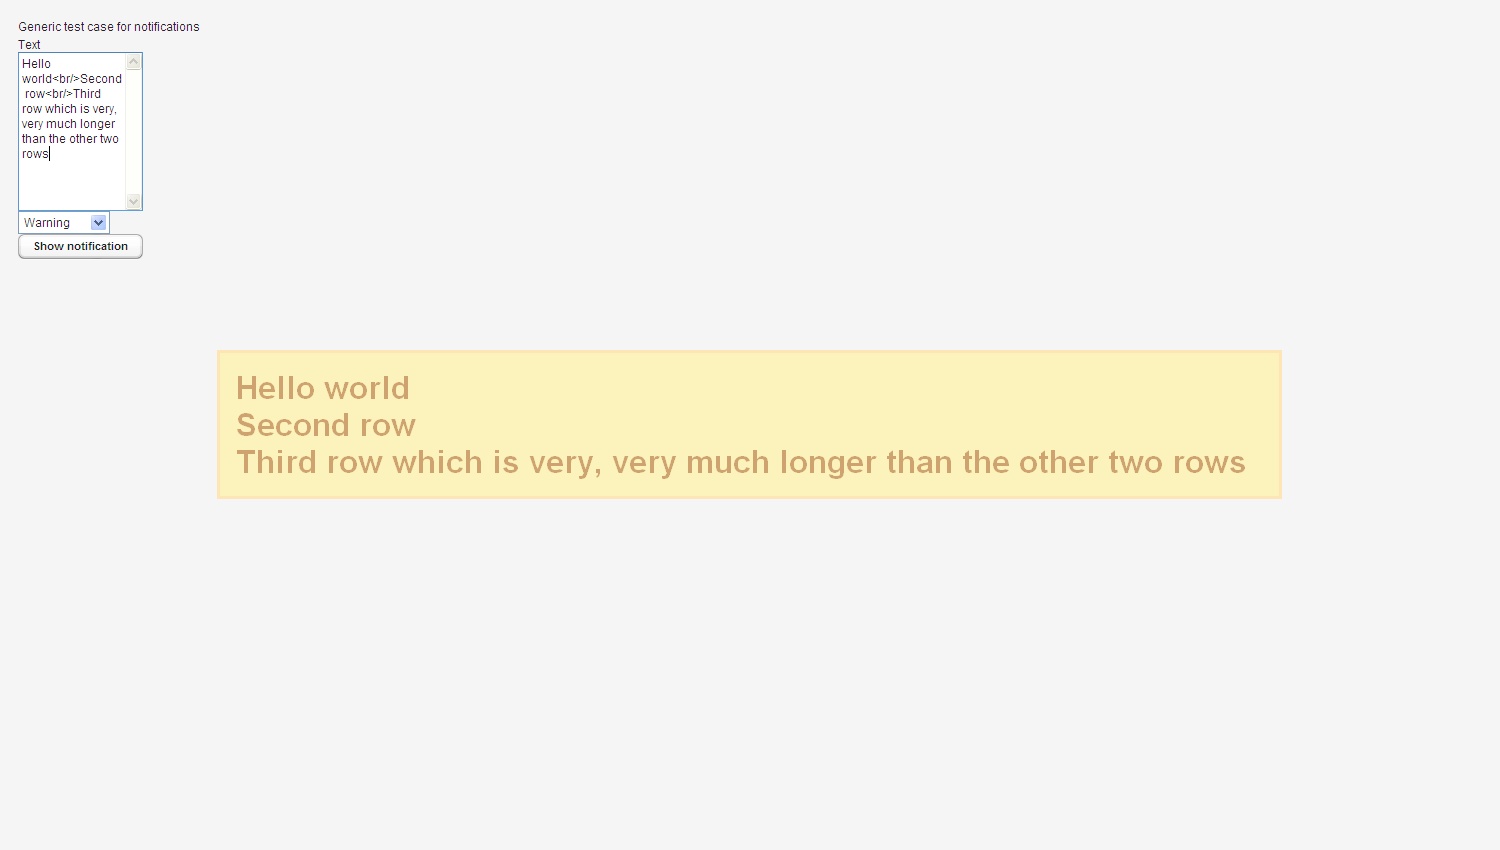 Generic test case for notifications
Text
Hello
world<br/>Second
row<br/>Third
row which is very,
very much longer
than the other two
rows
Warning
Show notification
Hello world
Second row
Third row which is very, very much longer than the other two rows